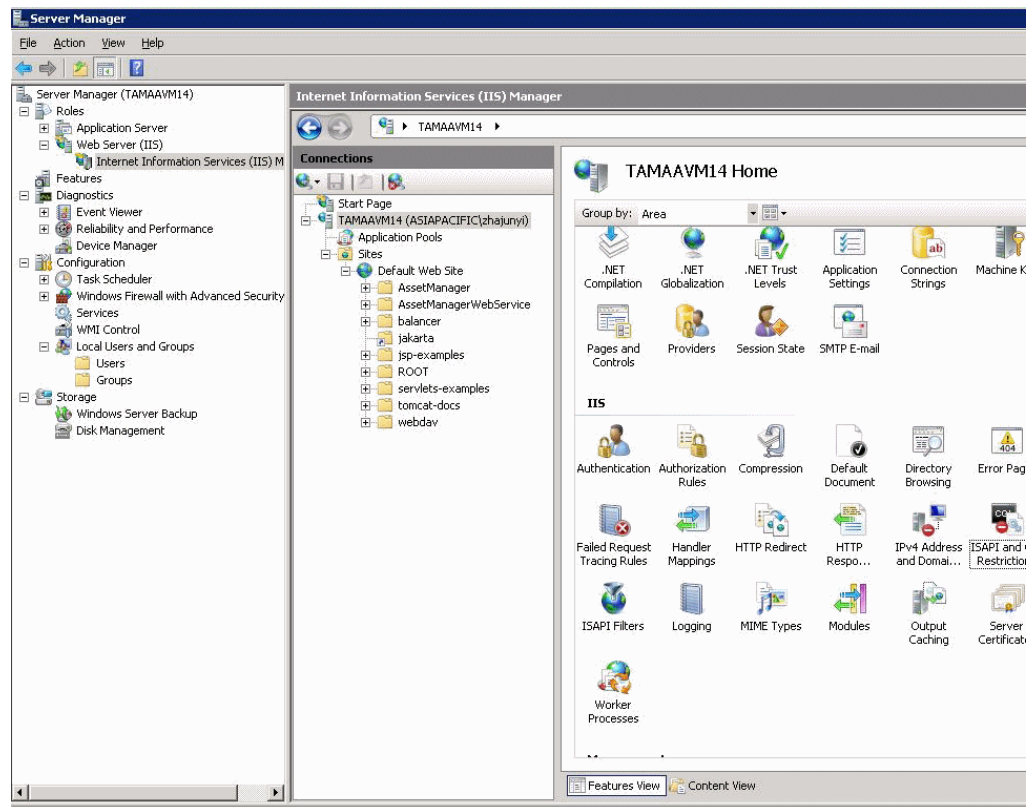 Server Manager
File Action View Help
Server Manager (TAMAAVM14)
Roles
Application Server
Web Server (IIS)
Internet Information Services (IIS) M
Features
Diagnostics
Event Viewer
Reliability and Performance
Device Manager
Configuration
Task Scheduler
Windows Firewall with Advanced Security
Services
WMI Control
Local Users and Groups
Users
Groups
Storage
Windows Server Backup
Disk Management
Internet Information Services (IIS) Manage
TAMAAVM14
Connections
Start Page
TAMAAVM14 (ASIAPACIFIC\zhajunyi)
Application Pools
Sites
Default Web Site
AssetManager
AssetManagerWebService
balancer
jakarta
jsp-examples
ROOT
servlets-examples
tomcat-docs
webdav
TAMAAVM14 Home
Group by: Area
.NET Compilation
.NET Globalization
.NET Trust Levels
Application Settings
Connection Strings
Machine K
Pages and Controls
Providers
Session State
SMTP E-mail
IIS
Authentication
Authorization Rules
Compression
Default Document
Directory Browsing
Error Pag
Failed Request Tracing Rules
Handler Mappings
HTTP Redirect
HTTP Respo...
IPv4 Address and Domai...
ISAPI and C Restriction
ISAPI Filters
Logging
MIME Types
Modules
Output Caching
Server Certificate
Worker Processes
Features View
Content View